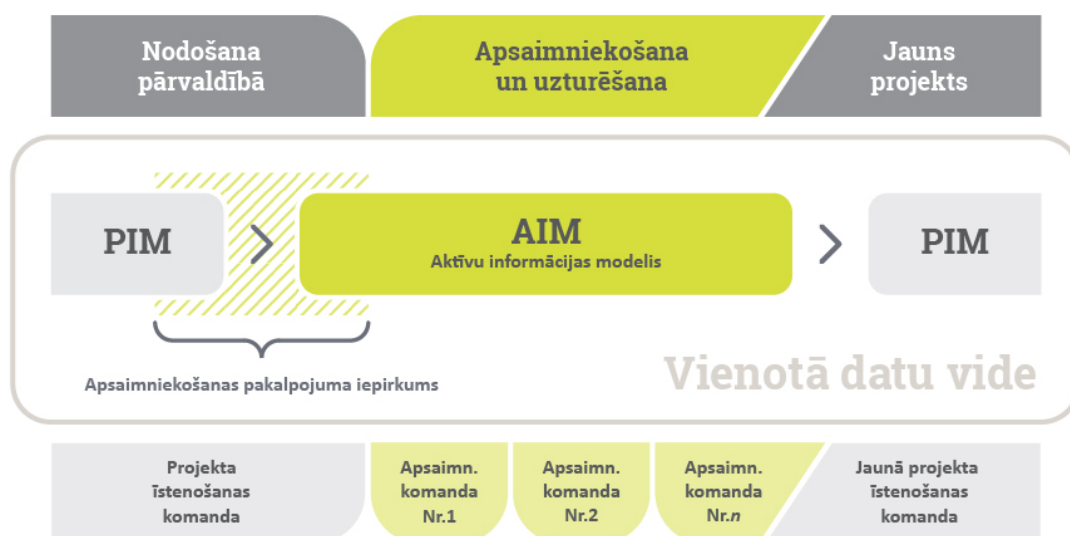 Nodošana
pārvaldībā
Apsaimniekošana
un uzturēšana
Jauns
projekts
PIM
AIM
Aktīvu informācijas modelis
PIM
Apsaimniekošanas pakalpojuma iepirkums
Vienotā datu vide
Projekta
īstenošanas
komanda
Apsaimn.
komanda
Nr.1
Apsaimn.
komanda
Nr.2
Apsaimn.
komanda
Nr.n
Jaunā projekta
īstenošanas
komanda